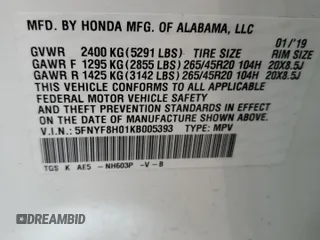 MFD. BY HONDA MFG. OF ALABAMA, LLC
01/'19
GVWR 2400 KG (5291 LBS) TIRE SIZE RIM SIZE
GAWR F 1295 KG (2855 LBS) 265/45R20 104H 20X8.5J
GAWR R 1425 KG (3142 LBS) 265/45R20 104H 20X8.5J
THIS VEHICLE CONFORMS TO ALL APPLICABLE
FEDERAL MOTOR VEHICLE SAFETY
AND THEFT PREVENTION STANDARDS IN EFFECT
ON THE DATE OF MANUFACTURE SHOWN ABOVE.
V.I.N: 5FNYF8H01KB005393 TYPE: MPV
TGS K AE5 - NH603P -V-B
DREAMBID